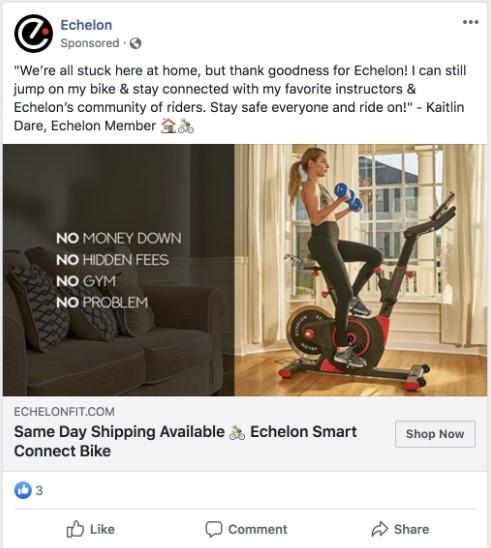 Echelon
Sponsored ·
"We're all stuck here at home, but thank goodness for Echelon! I can still
jump on my bike & stay connected with my favorite instructors &
Echelon's community of riders. Stay safe everyone and ride on!" - Kaitlin
Dare, Echelon Member 🏠🚴
NO MONEY DOWN
NO HIDDEN FEES
NO GYM
NO PROBLEM
ECHELON
ECHELONFIT.COM
Same Day Shipping Available 🚴 Echelon Smart
Connect Bike
Shop Now
3
Like
Comment
Share